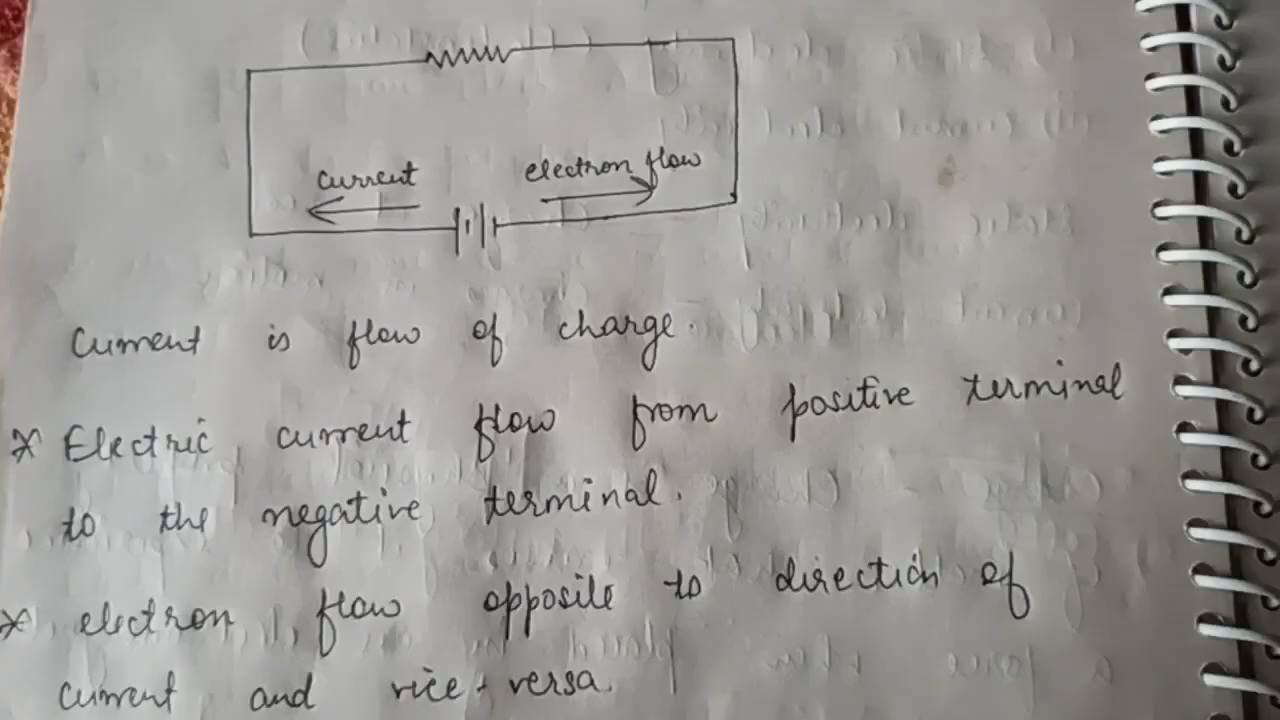 current
electron flow
Current is flow of charge.
* Electric current flow from positive terminal
to the negative terminal.
* electron flow opposite to direction of
current and vice-versa.